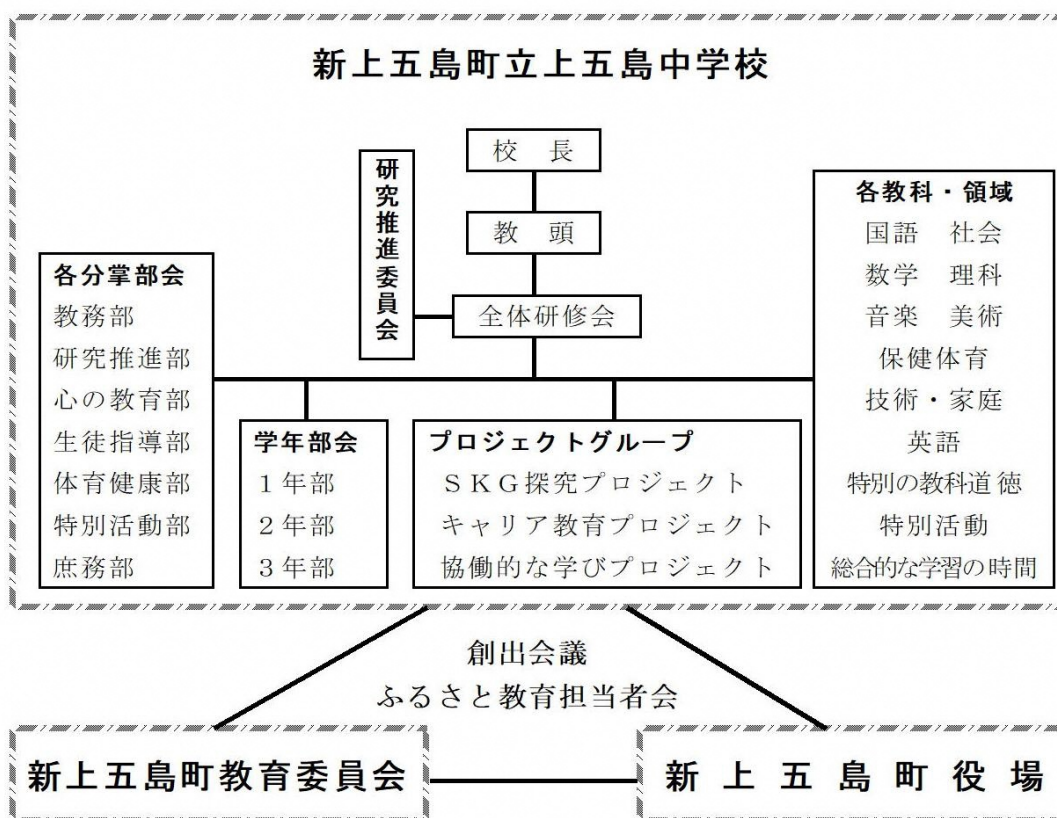 新上五島町立上五島中学校
校　長
研究推進委員会
教　頭
全体研修会
各分掌部会
教務部
研究推進部
心の教育部
生徒指導部
体育健康部
特別活動部
庶務部
学年部会
１年部
２年部
３年部
プロジェクトグループ
ＳＫＧ探究プロジェクト
キャリア教育プロジェクト
協働的な学びプロジェクト
各教科・領域
国語　社会
数学　理科
音楽　美術
保健体育
技術・家庭
英語
特別の教科道徳
特別活動
総合的な学習の時間
創出会議
ふるさと教育担当者会
新上五島町教育委員会
新上五島町役場